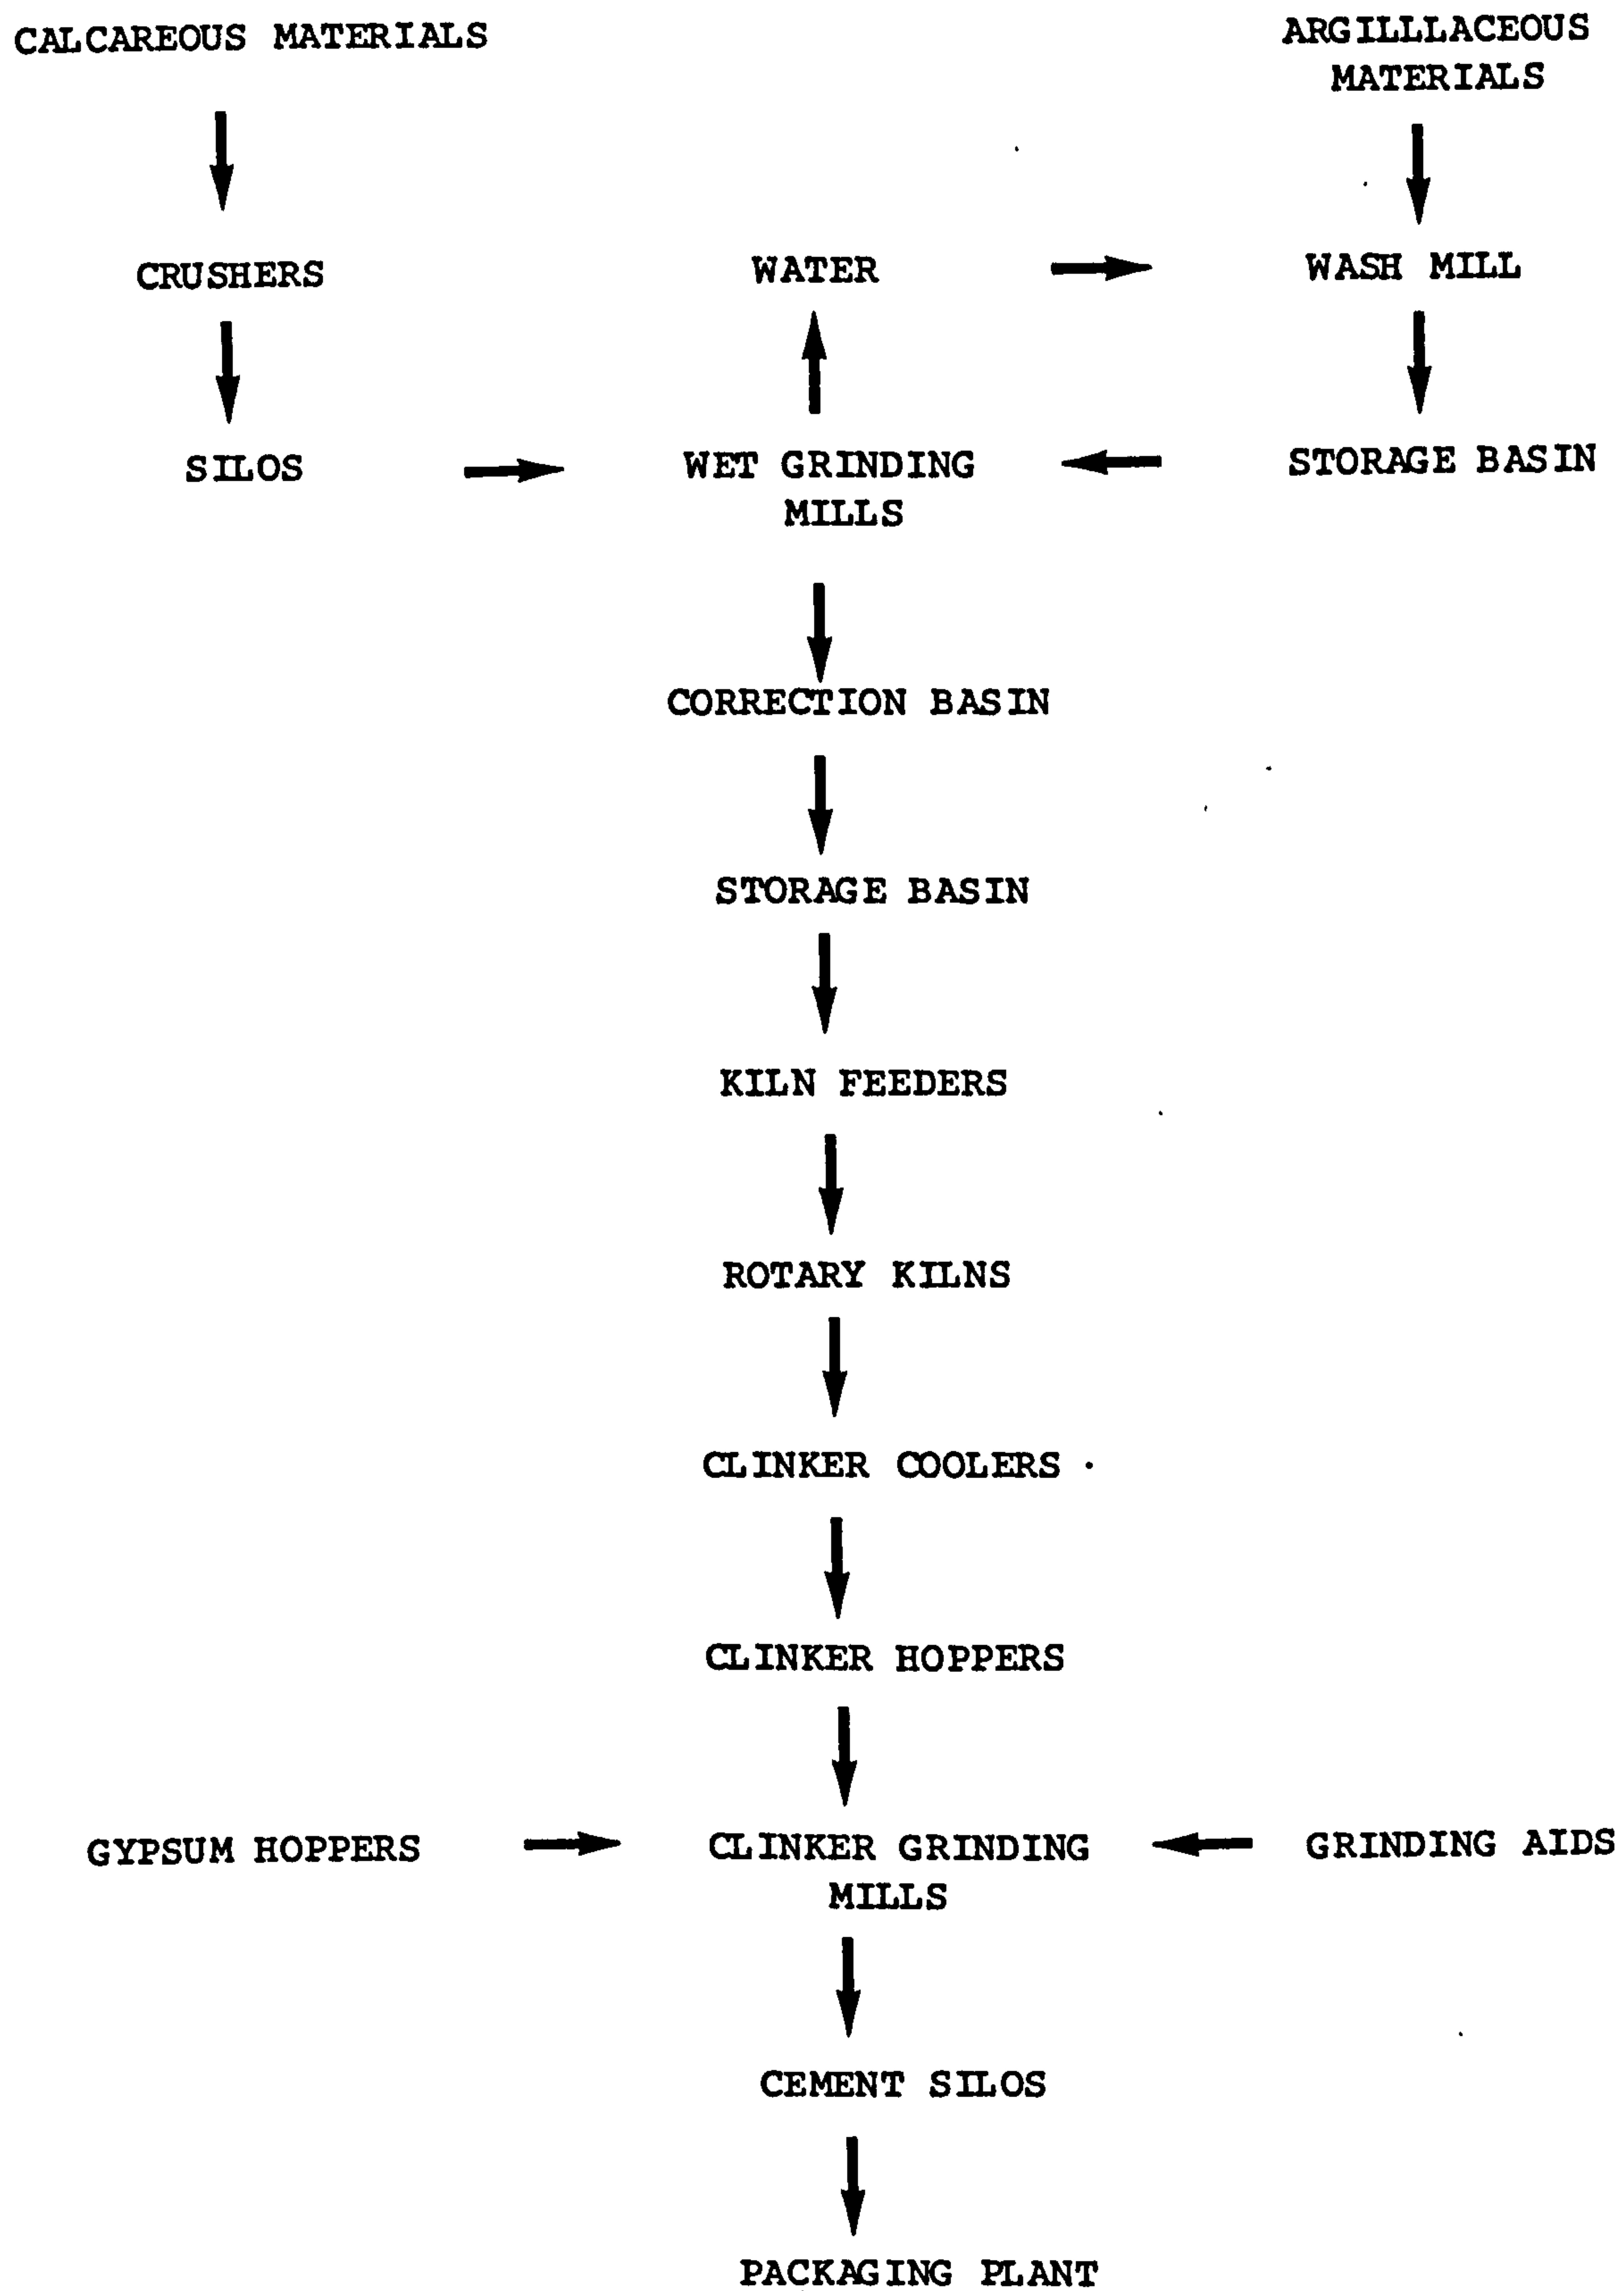 CALCAREOUS MATERIALS
ARGILLLACEOUS
MATERIALS
CRUSHERS
WATER
WASH MILL
SILOS
WET GRINDING
MILLS
STORAGE BASIN
CORRECTION BASIN
STORAGE BASIN
KILN FEEDERS
ROTARY KILNS
CLINKER COOLERS
CLINKER HOPPERS
GYPSUM HOPPERS
CLINKER GRINDING
MILLS
GRINDING AIDS
CEMENT SILOS
PACKAGING PLANT